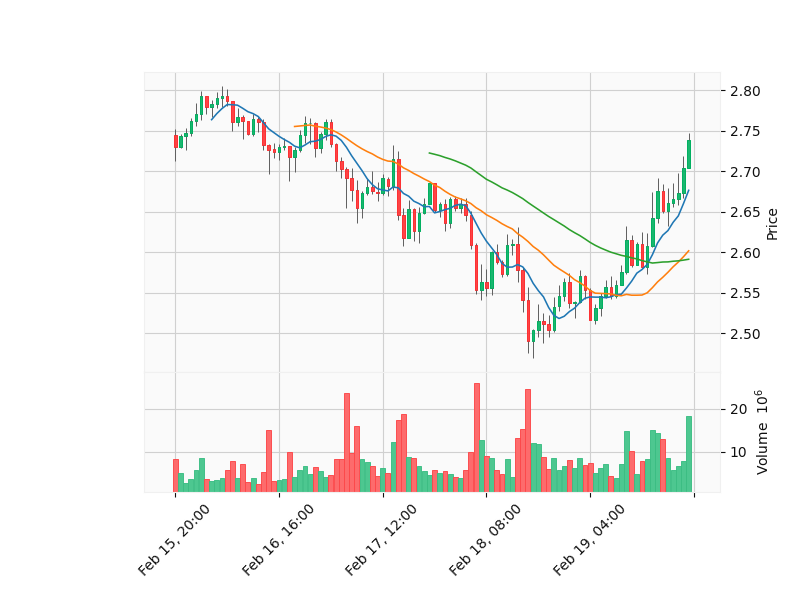 2.80
2.75
2.70
2.65
2.60
2.55
2.50
Price
20
10
Volume 10^6
Feb 15, 20:00
Feb 16, 16:00
Feb 17, 12:00
Feb 18, 08:00
Feb 19, 04:00